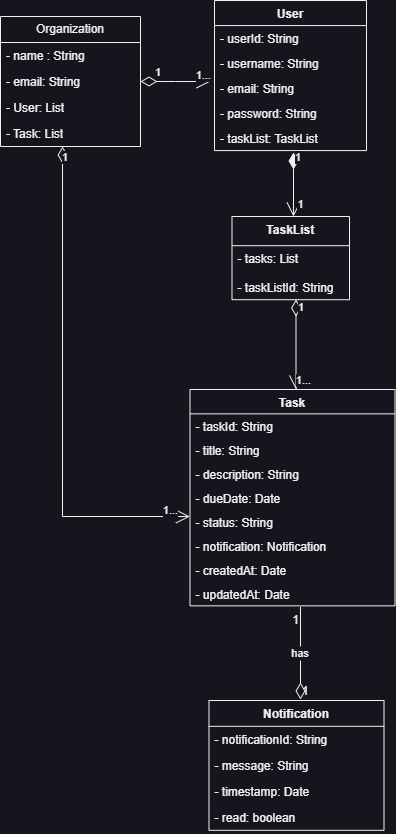 Organization
- name : String
- email: String
- User: List
- Task: List
1
1...
User
- userId: String
- username: String
- email: String
- password: String
- taskList: TaskList
1
1
1
TaskList
- tasks: List
- taskListId: String
1
1...
Task
- taskId: String
- title: String
- description: String
- dueDate: Date
- status: String
- notification: Notification
- createdAt: Date
- updatedAt: Date
1...
1
has
1
Notification
- notificationId: String
- message: String
- timestamp: Date
- read: boolean